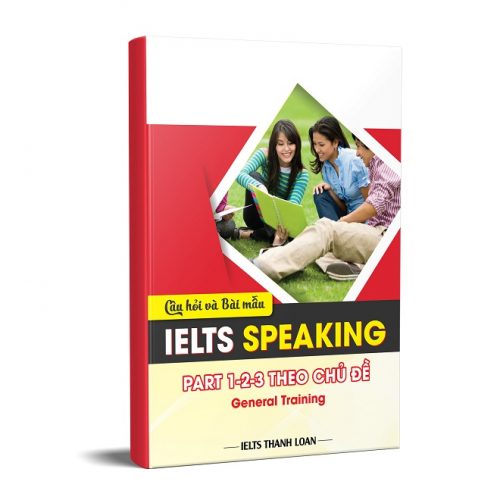 Câu hỏi và Bài mẫu
IELTS SPEAKING
PART 1-2-3 THEO CHỦ ĐỀ
General Training
IELTS THANH LOAN